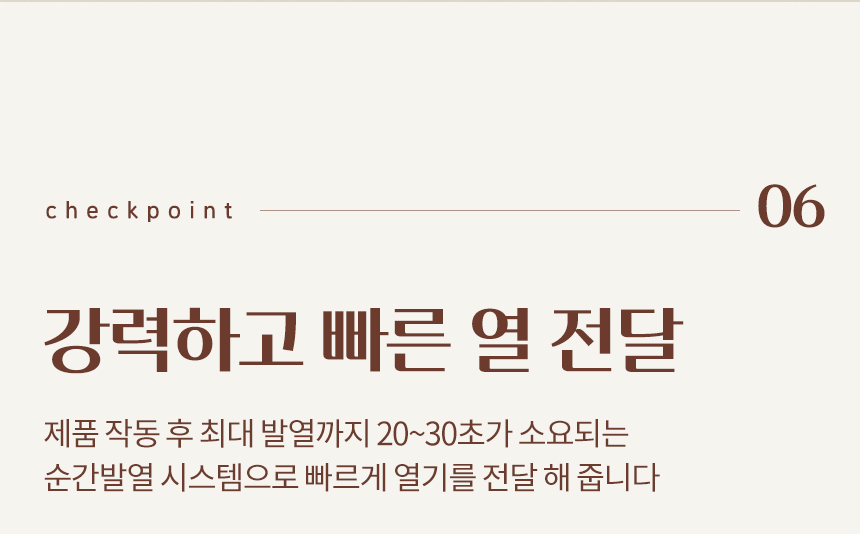 checkpoint 06
강력하고 빠른 열 전달
제품 작동 후 최대 발열까지 20~30초가 소요되는
순간발열 시스템으로 빠르게 열기를 전달 해 줍니다